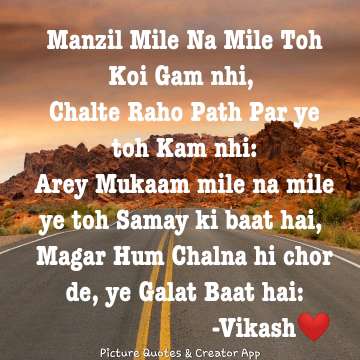 Manzil Mile Na Mile Toh
Koi Gam nhi,
Chalte Raho Path Par ye
toh Kam nhi:
Arey Mukaam mile na mile
ye toh Samay ki baat hai,
Magar Hum Chalna hi chor
de, ye Galat Baat hai:
-Vikash❤️
Picture Quotes & Creator App